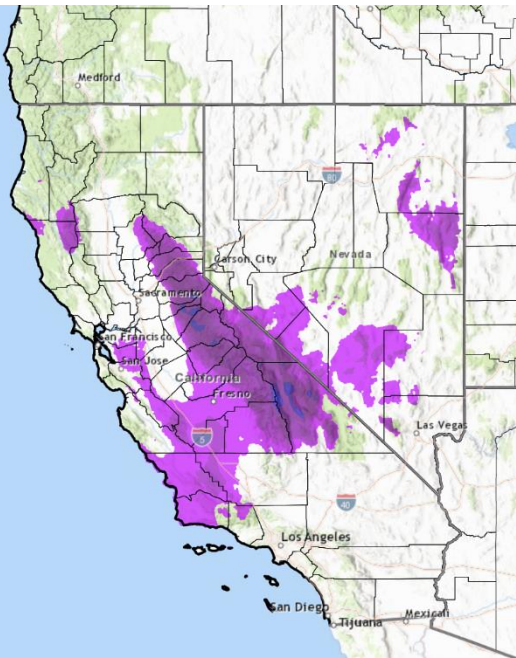 Medford
80
Carson City
Nevada
Sacramento
San Francisco
San Jose
California
Fresno
5
Las Vegas
40
Los Angeles
San Diego
Mexicali
Tijuana